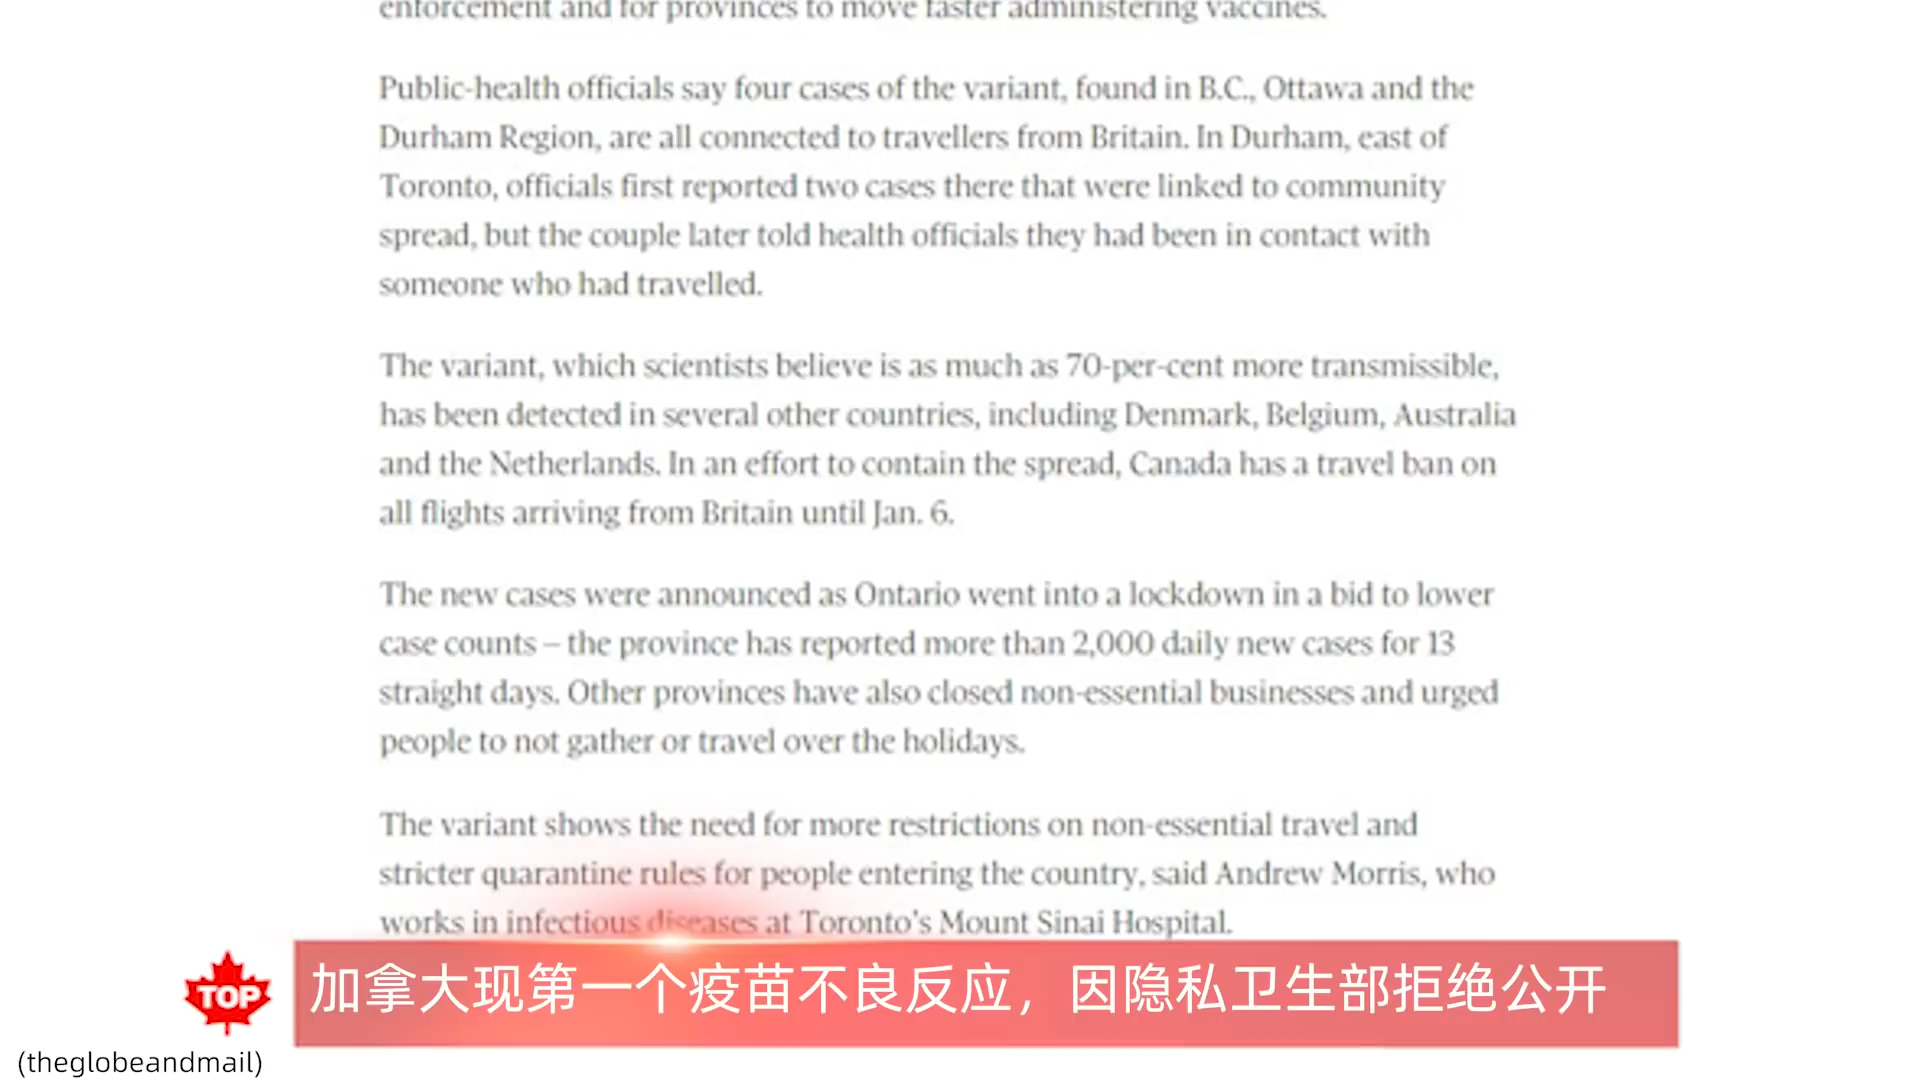 enforcement and for provinces to move faster administering vaccines.
Public-health officials say four cases of the variant, found in B.C., Ottawa and the
Durham Region, are all connected to travellers from Britain. In Durham, east of
Toronto, officials first reported two cases there that were linked to community
spread, but the couple later told health officials they had been in contact with
someone who had travelled.
The variant, which scientists believe is as much as 70-per-cent more transmissible,
has been detected in several other countries, including Denmark, Belgium, Australia
and the Netherlands. In an effort to contain the spread, Canada has a travel ban on
all flights arriving from Britain until Jan. 6.
The new cases were announced as Ontario went into a lockdown in a bid to lower
case counts – the province has reported more than 2,000 daily new cases for 13
straight days. Other provinces have also closed non-essential businesses and urged
people to not gather or travel over the holidays.
The variant shows the need for more restrictions on non-essential travel and
stricter quarantine rules for people entering the country, said Andrew Morris, who
works in infectious diseases at Toronto's Mount Sinai Hospital.
TOP
加拿大现第一个疫苗不良反应，因隐私卫生部拒绝公开
(theglobeandmail)